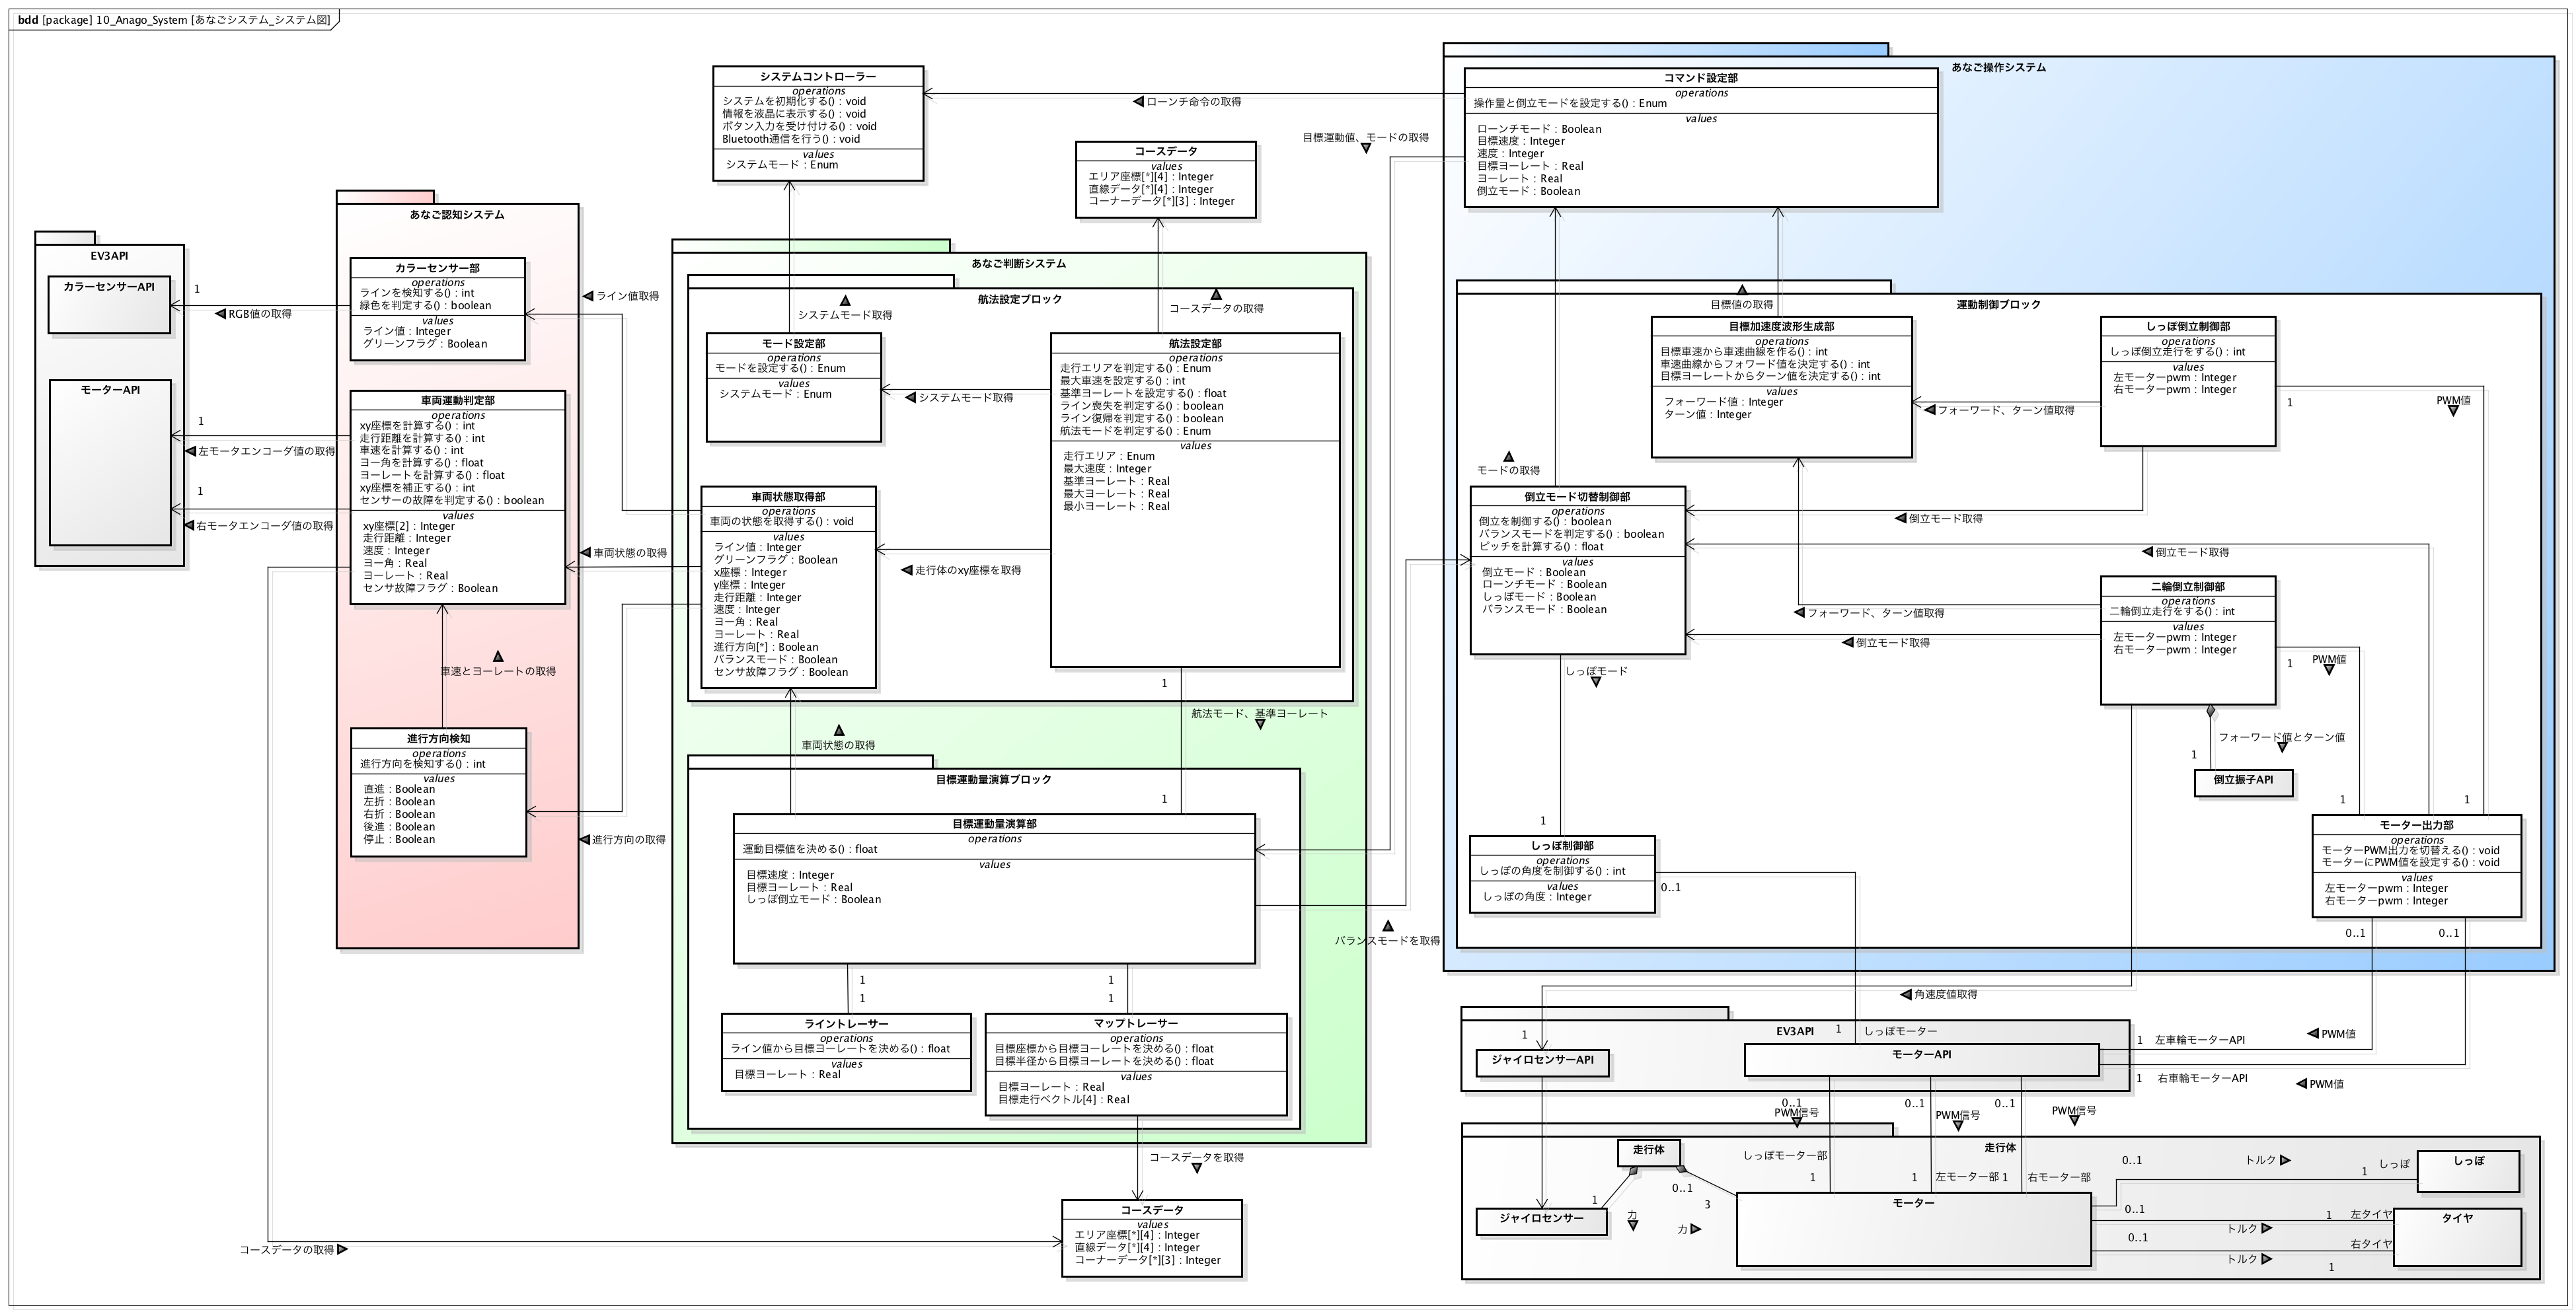 bdd [package] 10_Anago_System [あなごシステム_システム図]
システムコントローラー
operations
システムを初期化する() : void
情報を液晶に表示する() : void
ボタン入力を受け付ける() : void
Bluetooth通信を行う() : void
values
システムモード : Enum
ローンチ命令の取得
コースデータ
values
エリア座標[*][4] : Integer
直線データ[*][4] : Integer
コーナーデータ[*][3] : Integer
目標運動値、モードの取得
あなご操作システム
コマンド設定部
operations
操作量と倒立モードを設定する() : Enum
values
ローンチモード : Boolean
目標速度 : Integer
速度 : Integer
目標ヨーレート : Real
ヨーレート : Real
倒立モード : Boolean
EV3API
カラーセンサーAPI
モーターAPI
1
RGB値の取得
1
左モータエンコーダ値の取得
1
右モータエンコーダ値の取得
あなご認知システム
カラーセンサー部
operations
ラインを検知する() : int
緑色を判定する() : boolean
values
ライン値 : Integer
グリーンフラグ : Boolean
車両運動判定部
operations
xy座標を計算する() : int
走行距離を計算する() : int
車速を計算する() : int
ヨー角を計算する() : float
ヨーレートを計算する() : float
xy座標を補正する() : int
センサーの故障を判定する() : boolean
values
xy座標[2] : Integer
走行距離 : Integer
速度 : Integer
ヨー角 : Real
ヨーレート : Real
センサ故障フラグ : Boolean
車速とヨーレートの取得
進行方向検知
operations
進行方向を検知する() : int
values
直進 : Boolean
左折 : Boolean
右折 : Boolean
後進 : Boolean
停止 : Boolean
ライン値取得
車両状態の取得
進行方向の取得
あなご判断システム
航法設定ブロック
システムモード取得
コースデータの取得
モード設定部
operations
モードを設定する() : Enum
values
システムモード : Enum
システムモード取得
航法設定部
operations
走行エリアを判定する() : Enum
最大車速を設定する() : int
基準ヨーレートを設定する() : float
ライン喪失を判定する() : boolean
ライン復帰を判定する() : boolean
航法モードを判定する() : Enum
values
走行エリア : Enum
最大速度 : Integer
基準ヨーレート : Real
最大ヨーレート : Real
最小ヨーレート : Real
車両状態取得部
operations
車両の状態を取得する() : void
values
ライン値 : Integer
グリーンフラグ : Boolean
x座標 : Integer
y座標 : Integer
走行距離 : Integer
速度 : Integer
ヨー角 : Real
ヨーレート : Real
進行方向[*] : Boolean
バランスモード : Boolean
センサ故障フラグ : Boolean
走行体のxy座標を取得
1
航法モード、基準ヨーレート
車両状態の取得
1
目標運動量演算ブロック
目標運動量演算部
operations
運動目標値を決める() : float
values
目標速度 : Integer
目標ヨーレート : Real
しっぽ倒立モード : Boolean
1
1
1
1
ライントレーサー
operations
ライン値から目標ヨーレートを決める() : float
values
目標ヨーレート : Real
マップトレーサー
operations
目標座標から目標ヨーレートを決める() : float
目標半径から目標ヨーレートを決める() : float
values
目標ヨーレート : Real
目標走行ベクトル[4] : Real
コースデータを取得
コースデータ
values
エリア座標[*][4] : Integer
直線データ[*][4] : Integer
コーナーデータ[*][3] : Integer
コースデータの取得
バランスモードを取得
運動制御ブロック
目標値の取得
モードの取得
目標加速度波形生成部
operations
目標車速から車速曲線を作る() : int
車速曲線からフォワード値を決定する() : int
目標ヨーレートからターン値を決定する() : int
values
フォーワード値 : Integer
ターン値 : Integer
フォーワード、ターン値取得
しっぽ倒立制御部
operations
しっぽ倒立走行をする() : int
values
左モーターpwm : Integer
右モーターpwm : Integer
1
PWM値
倒立モード切替制御部
operations
倒立を制御する() : boolean
バランスモードを判定する() : boolean
ピッチを計算する() : float
values
倒立モード : Boolean
ローンチモード : Boolean
しっぽモード : Boolean
バランスモード : Boolean
倒立モード取得
倒立モード取得
フォーワード、ターン値取得
倒立モード取得
二輪倒立制御部
operations
二輪倒立走行をする() : int
values
左モーターpwm : Integer
右モーターpwm : Integer
1
PWM値
フォーワード値とターン値
1
倒立振子API
しっぽモード
1
しっぽ制御部
operations
しっぽの角度を制御する() : int
values
しっぽの角度 : Integer
0..1
1
1
モーター出力部
operations
モーターPWM出力を切替える() : void
モーターにPWM値を設定する() : void
values
左モーターpwm : Integer
右モーターpwm : Integer
0..1
0..1
角速度値取得
EV3API
1
ジャイロセンサーAPI
1
しっぽモーター
モーターAPI
1
左車輪モーターAPI
PWM値
1
右車輪モーターAPI
PWM値
0..1
PWM信号
0..1
PWM信号
0..1
PWM信号
走行体
走行体
しっぽモーター部
1
1
左モーター部
1
右モーター部
1
0..1
3
力
力
ジャイロセンサー
モーター
0..1
トルク
1
しっぽ
しっぽ
0..1
トルク
1
左タイヤ
タイヤ
0..1
トルク
右タイヤ
1